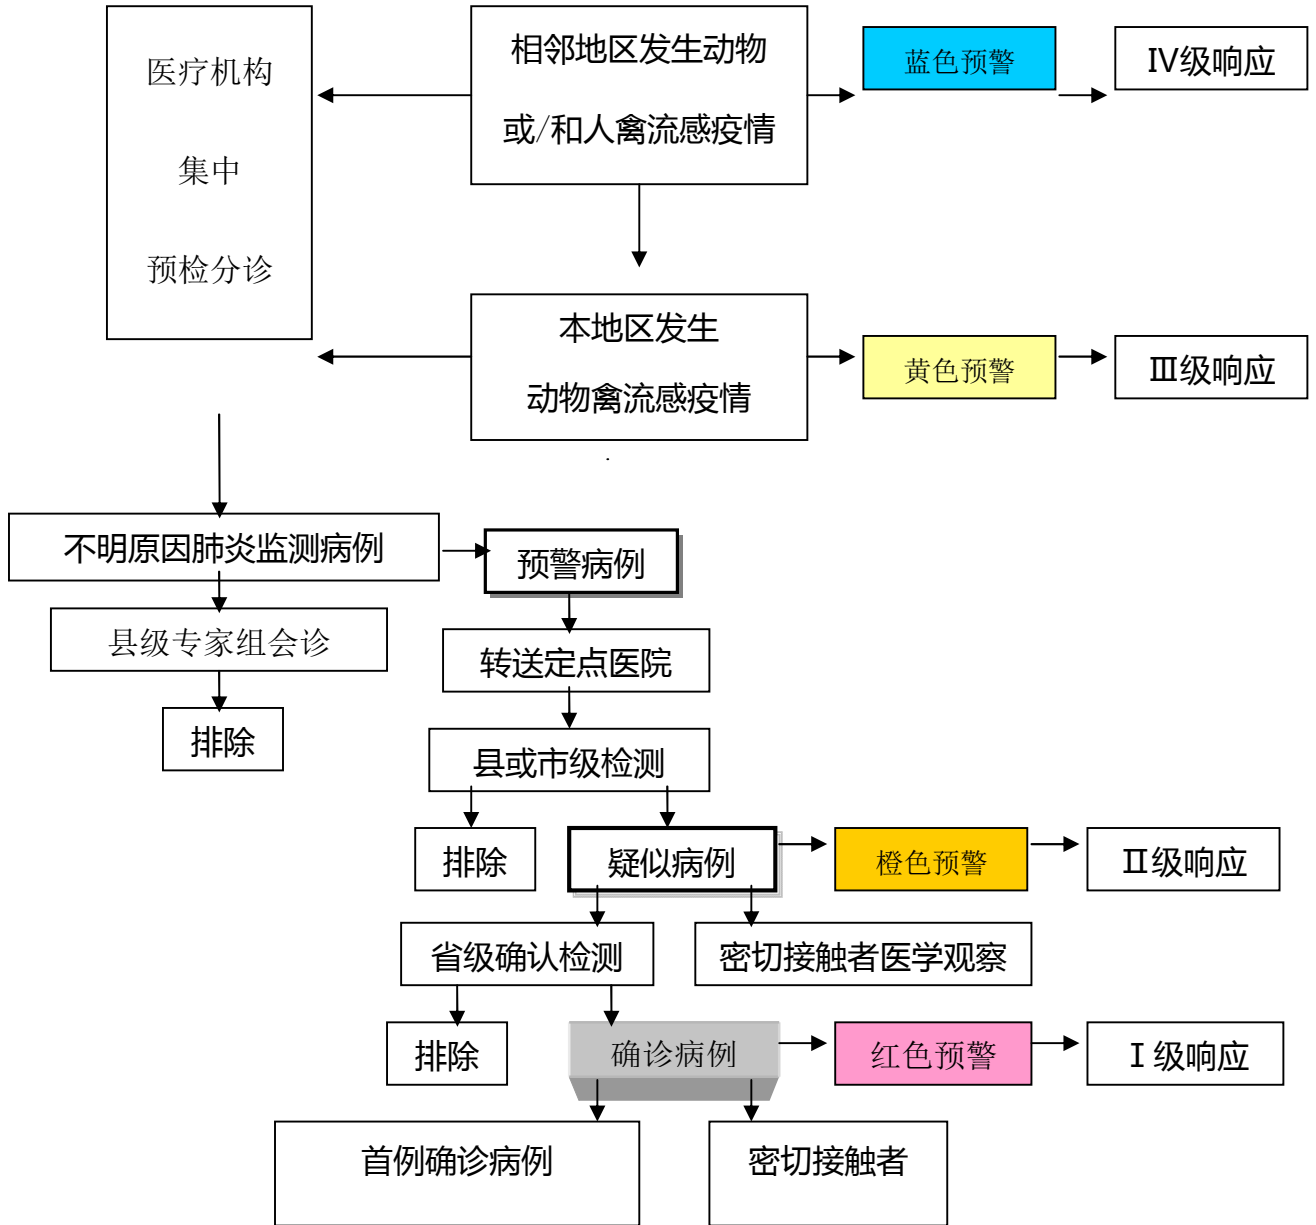 医疗机构
集中
预检分诊
相邻地区发生动物
或/和人禽流感疫情
蓝色预警
Ⅳ级响应
本地区发生
动物禽流感疫情
黄色预警
Ⅲ级响应
不明原因肺炎监测病例
预警病例
县级专家组会诊
转送定点医院
排除
县或市级检测
排除
疑似病例
橙色预警
Ⅱ级响应
省级确认检测
密切接触者医学观察
排除
确诊病例
红色预警
Ⅰ级响应
首例确诊病例
密切接触者